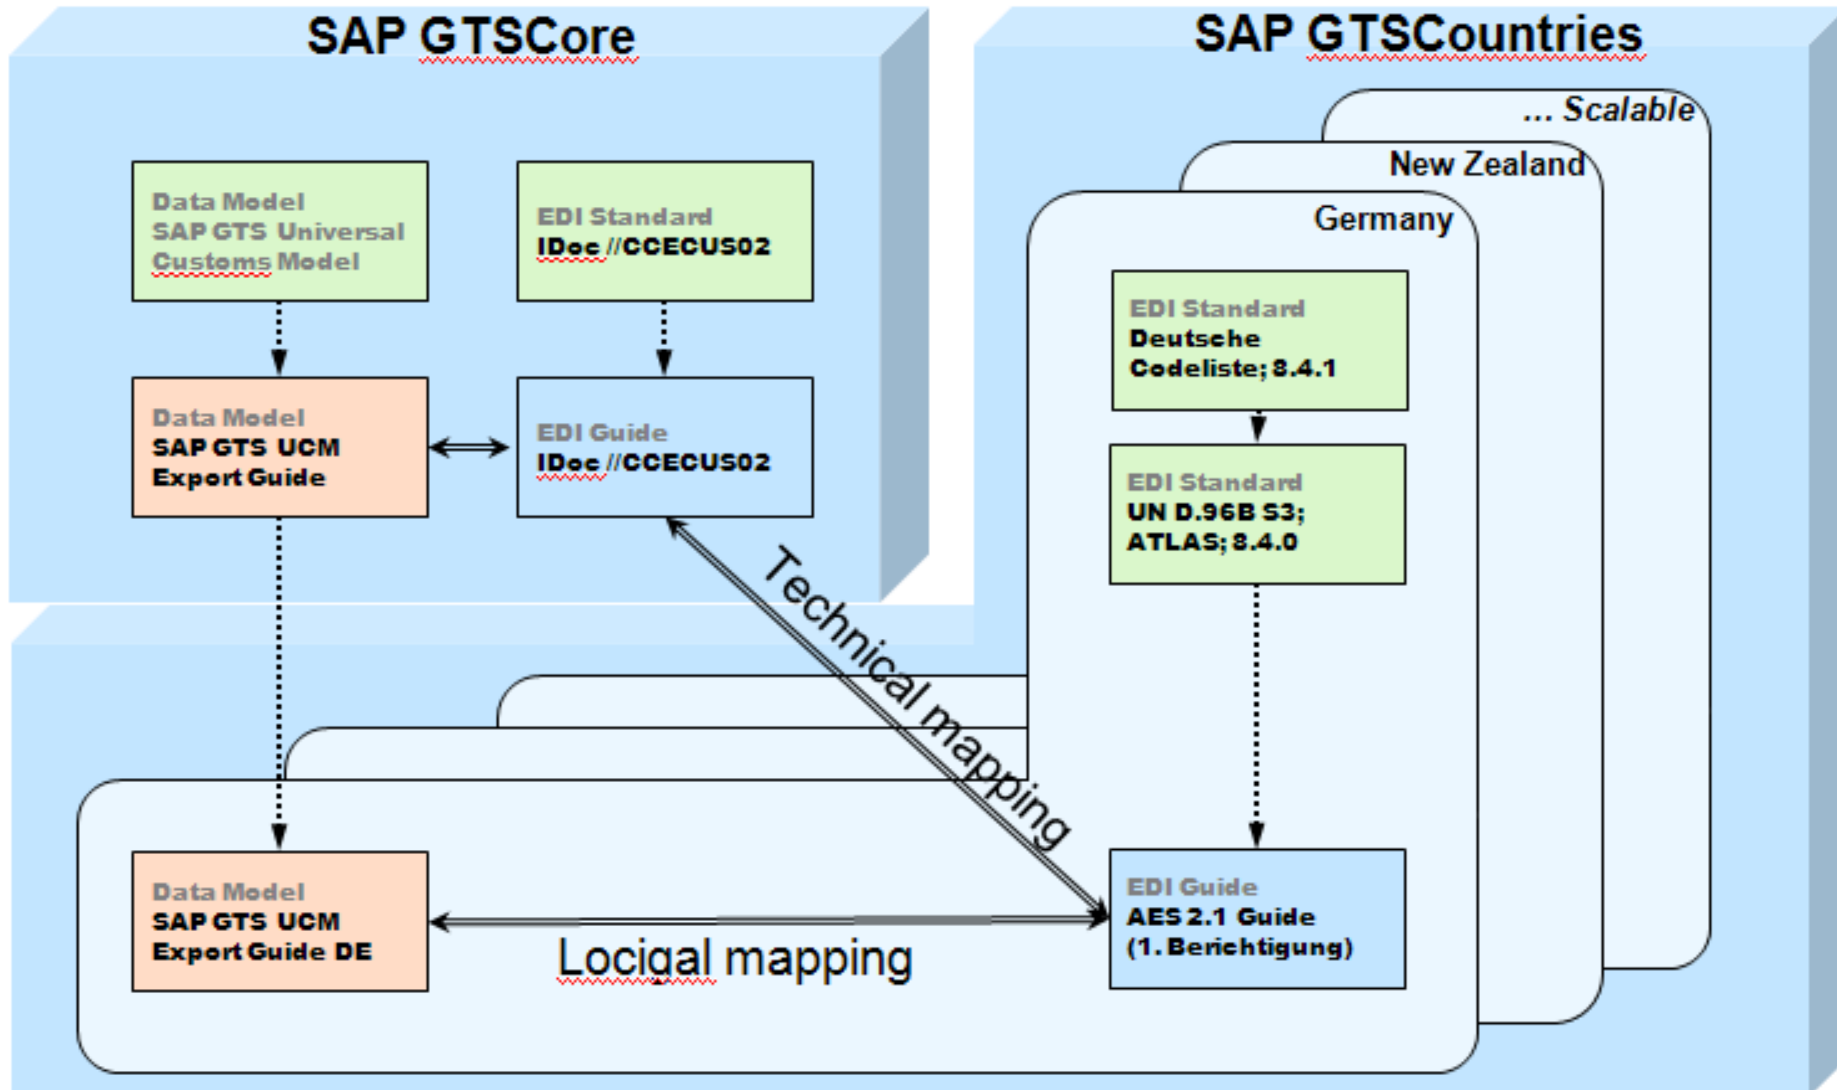 SAP GTSCore
Data Model
SAP GTS Universal
Customs Model
EDI Standard
IDoc //CCECUS02
Data Model
SAP GTS UCM
Export Guide
EDI Guide
IDoc //CCECUS02
SAP GTSCountries
... Scalable
New Zealand
Germany
EDI Standard
Deutsche
Codeliste; 8.4.1
EDI Standard
UN D.96B S3;
ATLAS; 8.4.0
Technical mapping
Data Model
SAP GTS UCM
Export Guide DE
Locigal mapping
EDI Guide
AES 2.1 Guide
(1. Berichtigung)